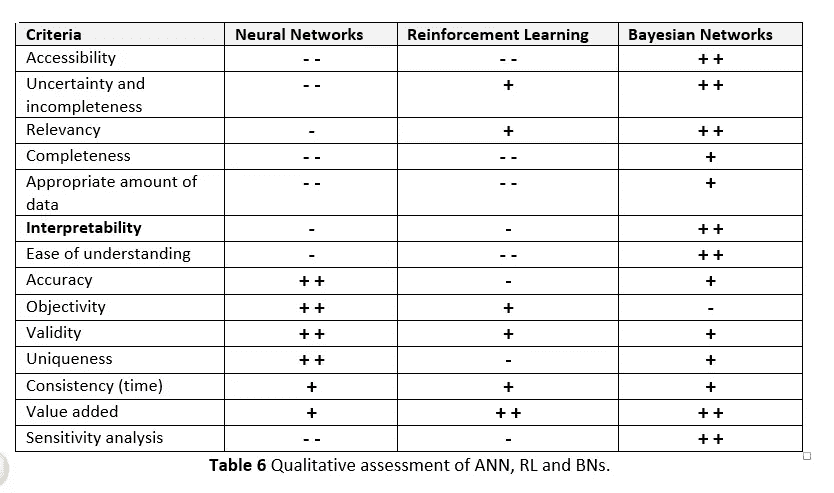 Criteria Neural Networks Reinforcement Learning Bayesian Networks
Accessibility - - - - + +
Uncertainty and
incompleteness - - + + +
Relevancy - + + +
Completeness - - - - +
Appropriate amount of
data - - - - +
Interpretability - - + +
Ease of understanding - - - + +
Accuracy + + - +
Objectivity + + + -
Validity + + + +
Uniqueness + + - +
Consistency (time) + + +
Value added + + + + +
Sensitivity analysis - - - + +
Table 6 Qualitative assessment of ANN, RL and BNs.